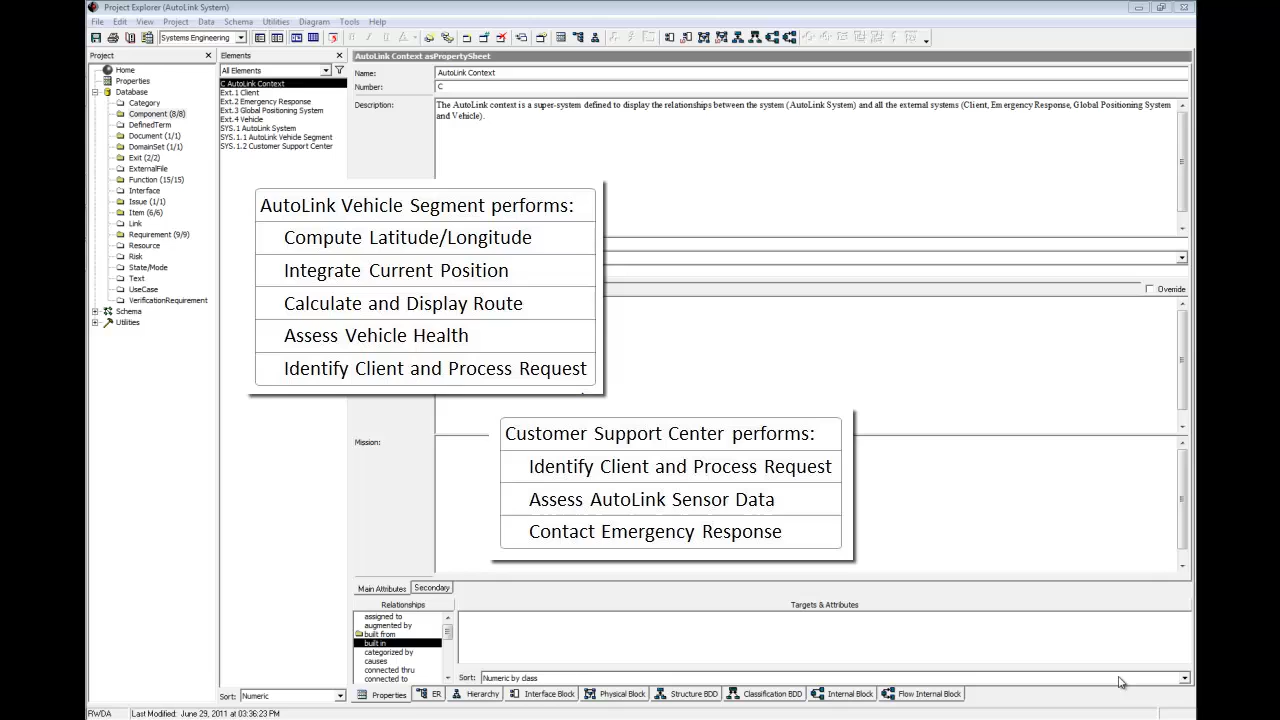 Project Explorer (AutoLink System)
File Edit View Project Data Schema Utilities Diagram Tools Help
Systems Engineering
Project
Elements
AutoLink Context asPropertySheet
Home
Properties
Database
Category
Component (8/8)
DefinedTerm
Document (1/1)
DomainSet (1/1)
Exit (2/2)
ExternalFile
Function (15/15)
Interface
Issue (1/1)
Item (6/6)
Link
Requirement (9/9)
Resource
Risk
State/Mode
Text
UseCase
VerificationRequirement
Schema
Utilities
All Elements
C AutoLink Context
Ext.1 Client
Ext.2 Emergency Response
Ext.3 Global Positioning System
Ext.4 Vehicle
SYS.1 AutoLink System
SYS.1.1 AutoLink Vehicle Segment
SYS.1.2 Customer Support Center
Name: AutoLink Context
Number: C
Description: The AutoLink context is a super-system defined to display the relationships between the system (AutoLink System) and all the external systems (Client, Emergency Response, Global Positioning System
and Vehicle).
Override
AutoLink Vehicle Segment performs:
Compute Latitude/Longitude
Integrate Current Position
Calculate and Display Route
Assess Vehicle Health
Identify Client and Process Request
Customer Support Center performs:
Identify Client and Process Request
Assess AutoLink Sensor Data
Contact Emergency Response
Mission:
Main Attributes Secondary
Relationships
Targets & Attributes
assigned to
augmented by
built from
built in
categorized by
causes
connected thru
connected to
Sort: Numeric by class
Sort: Numeric
Properties ER Hierarchy Interface Block Physical Block Structure BDD Classification BDD Internal Block Flow Internal Block
RWDA Last Modified: June 29, 2011 at 03:36:23 PM